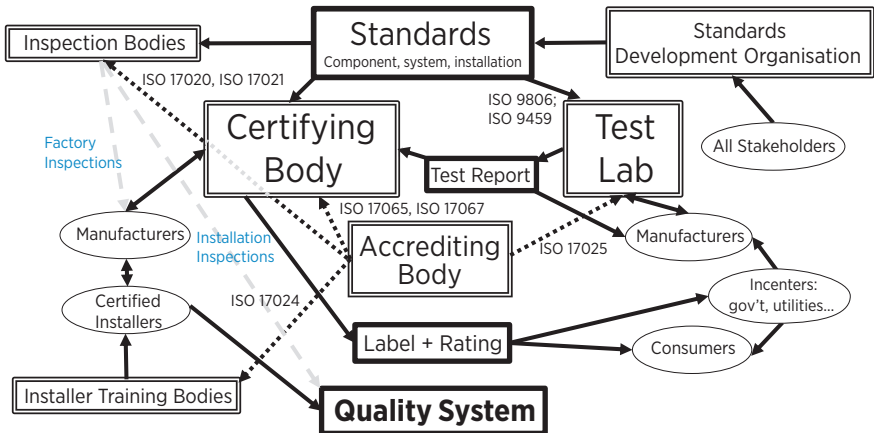 Inspection Bodies
Standards
Component, system, installation
Standards
Development Organisation
ISO 17020, ISO 17021
ISO 9806;
ISO 9459
Certifying
Body
Test
Lab
All Stakeholders
Factory
Inspections
Test Report
ISO 17065, ISO 17067
Manufacturers
Installation
Inspections
Accrediting
Body
ISO 17025
Manufacturers
ISO 17024
Certified
Installers
Incenters:
gov't, utilities...
Label + Rating
Consumers
Installer Training Bodies
Quality System